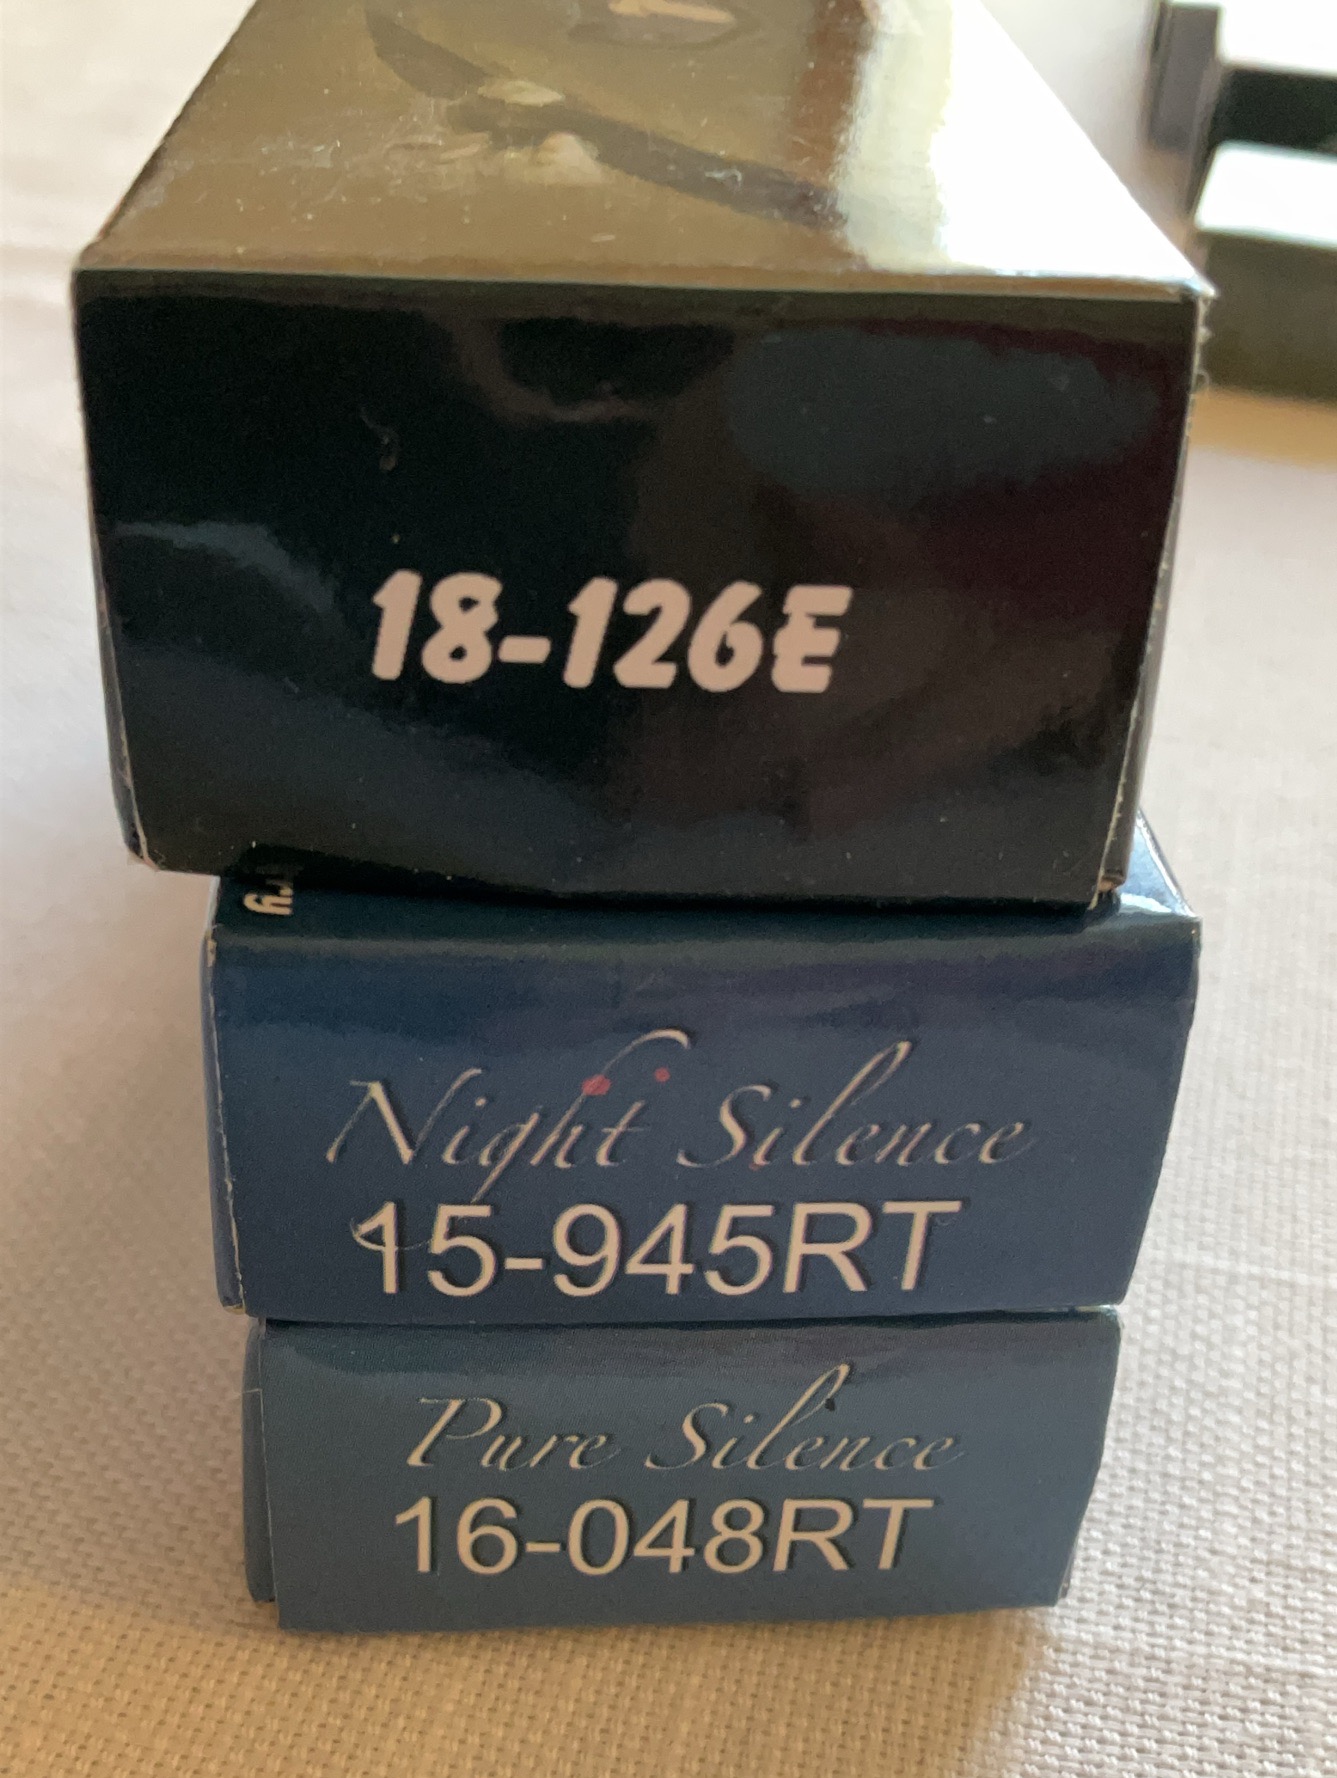 18-126E
Night Silence
15-945RT
Pure Silence
16-048RT